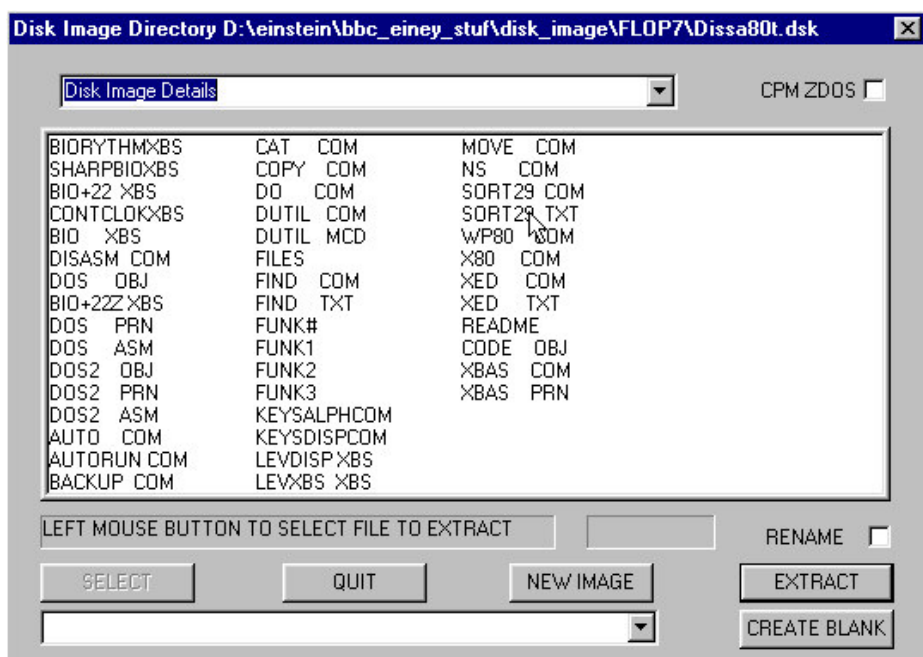 Disk Image Directory D:\einstein\bbc_einey_stuf\disk_image\FLOP7\Dissa80t.dsk
Disk Image Details
CPM ZDOS
BIORYTHMXBS CAT COM MOVE COM
SHARPBIOXBS COPY COM NS COM
BIO+22 XBS DO COM SORT29 COM
CONTCLOKXBS DUTIL COM SORT29 TXT
BIO XBS DUTIL MCD WP80 COM
DISASM COM FILES X80 COM
DOS OBJ FIND COM XED COM
BIO+22Z XBS FIND TXT XED TXT
DOS PRN FUNK# README
DOS ASM FUNK1 CODE OBJ
DOS2 OBJ FUNK2 XBAS COM
DOS2 PRN FUNK3 XBAS PRN
DOS2 ASM KEYSALPHCOM
AUTO COM KEYSDISPCOM
AUTORUN COM LEVDISP XBS
BACKUP COM LEVXBS XBS
LEFT MOUSE BUTTON TO SELECT FILE TO EXTRACT
RENAME
SELECT QUIT NEW IMAGE EXTRACT
CREATE BLANK